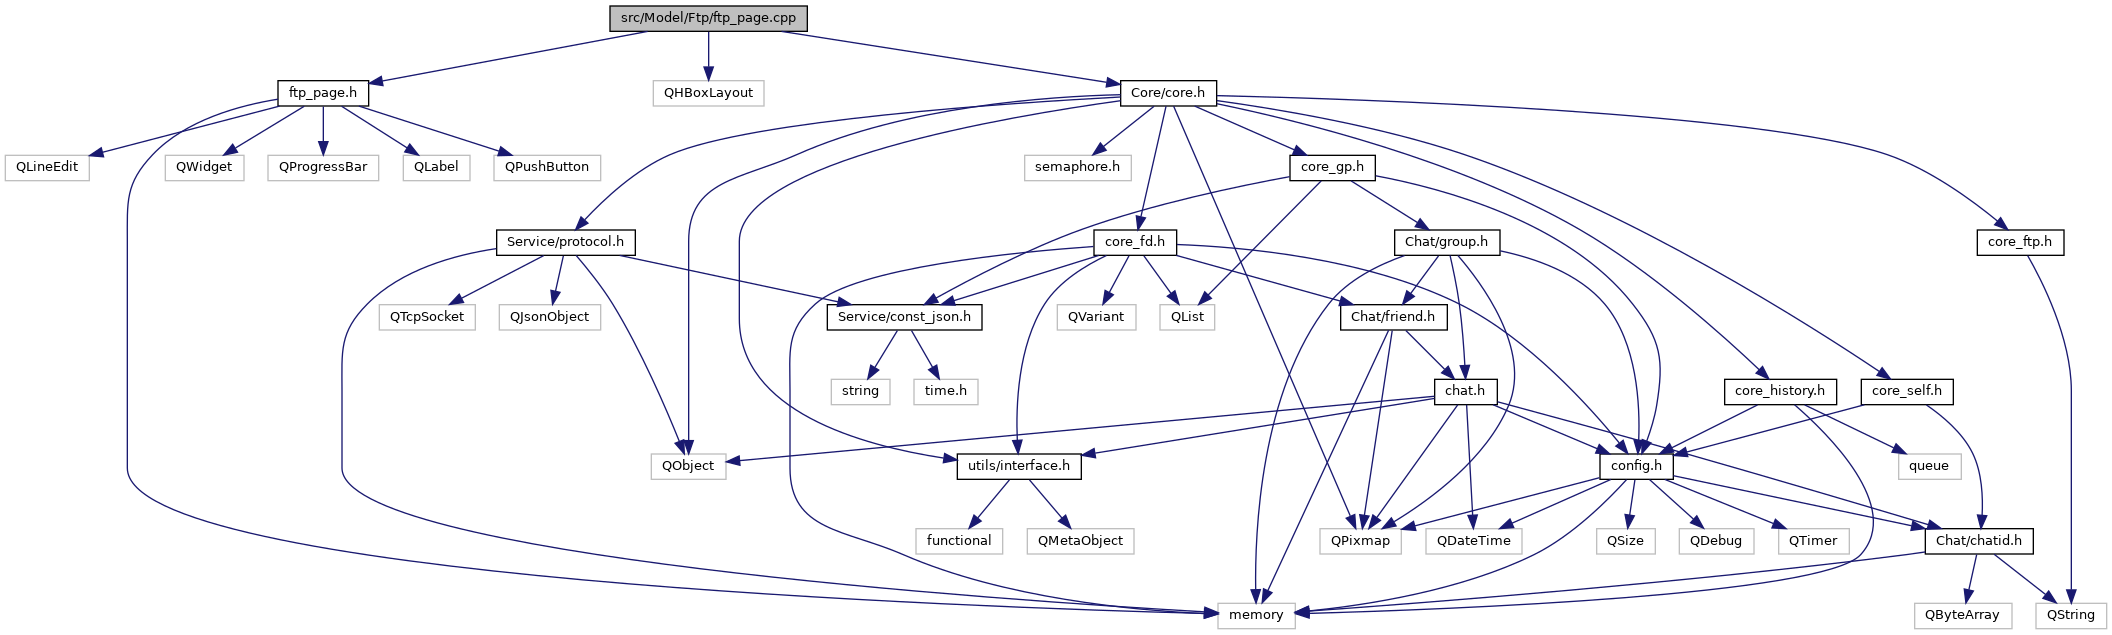 src/Model/Ftp/ftp_page.cpp
ftp_page.h
QHBoxLayout
Core/core.h
QLineEdit
QWidget
QProgressBar
QLabel
QPushButton
semaphore.h
core_gp.h
Service/protocol.h
core_fd.h
Chat/group.h
core_ftp.h
QTcpSocket
QJsonObject
Service/const_json.h
QVariant
QList
Chat/friend.h
string
time.h
chat.h
core_history.h
core_self.h
QObject
utils/interface.h
config.h
queue
functional
QMetaObject
QPixmap
QDateTime
QSize
QDebug
QTimer
Chat/chatid.h
memory
QByteArray
QString